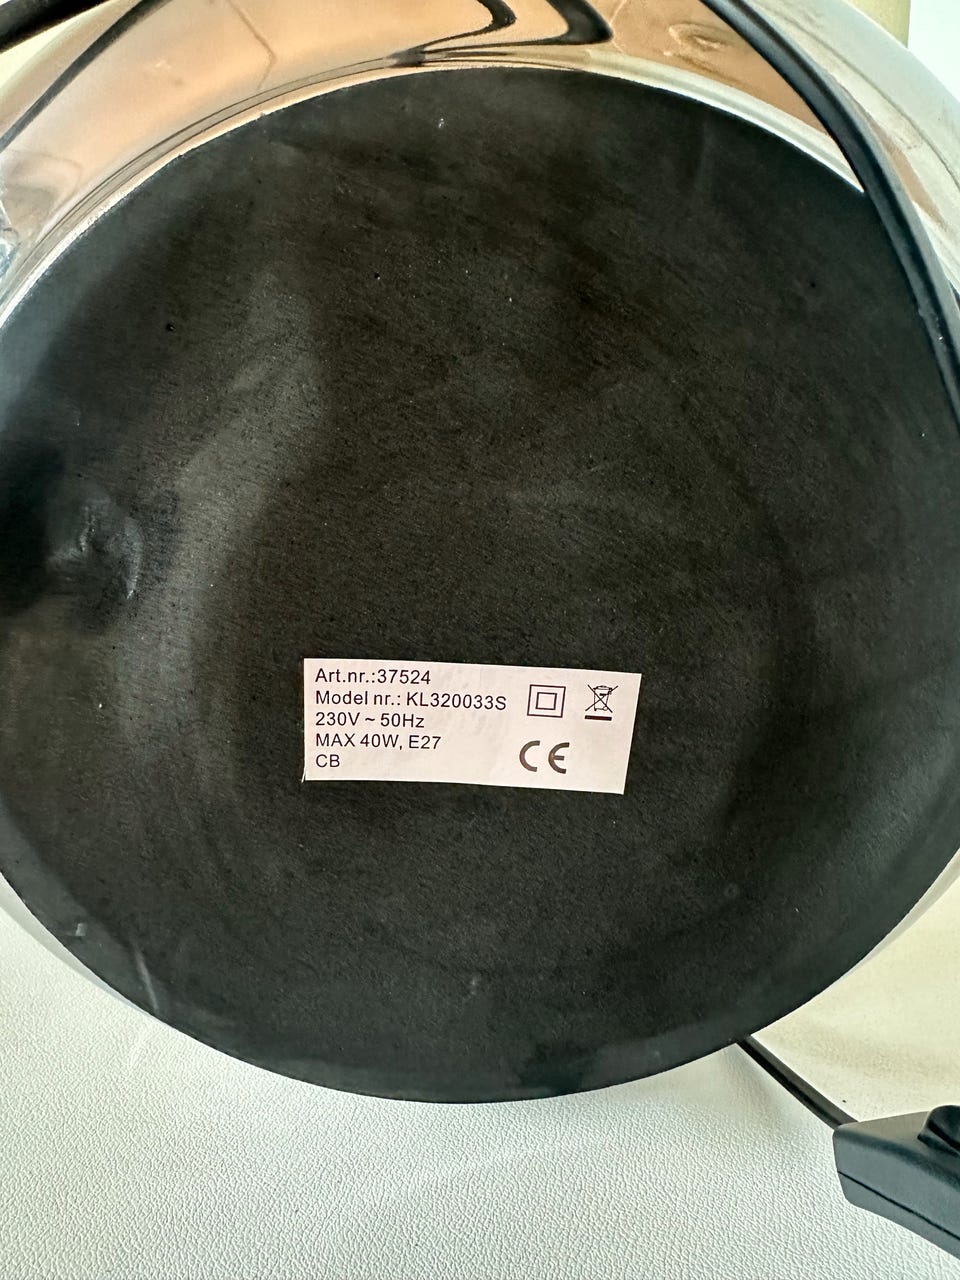 Art.nr.:37524
Model nr.: KL320033S
230V ~ 50Hz
MAX 40W, E27
CB
CE